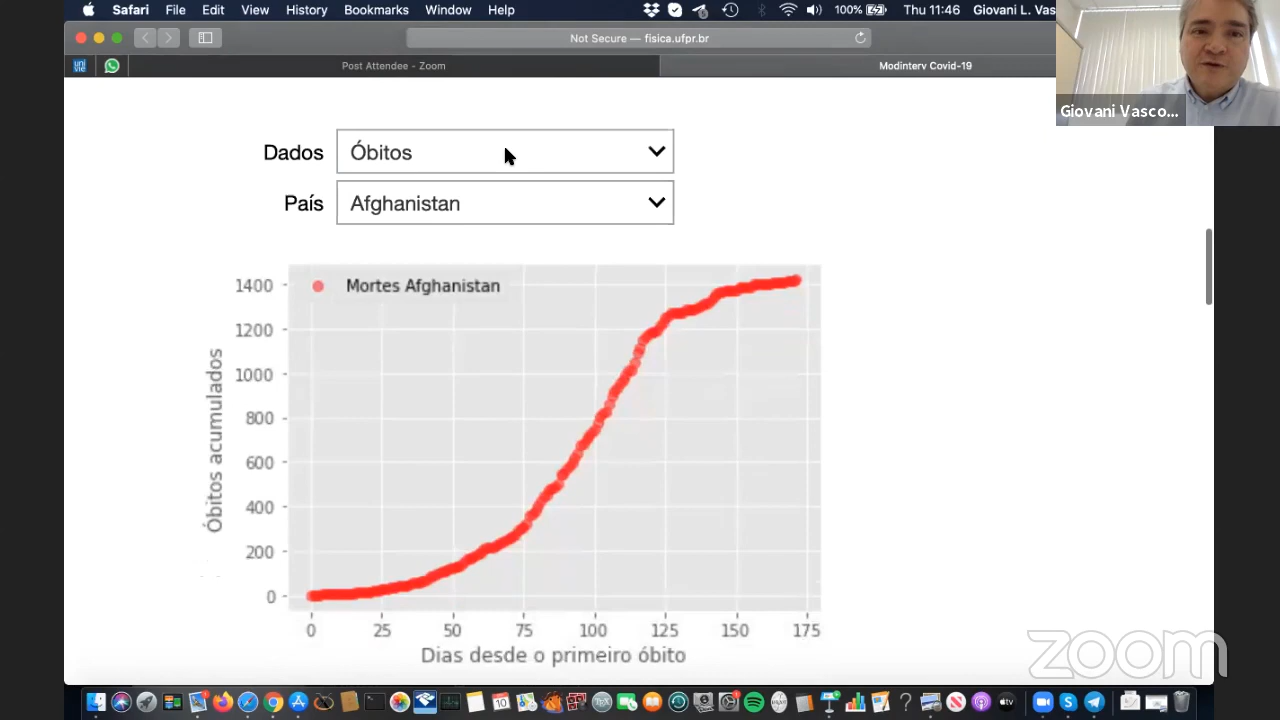 Safari File Edit View History Bookmarks Window Help 100% Thu 11:46 Giovani L. Vas
Not Secure — fisica.ufpr.br
Post Attendee - Zoom Modinterv Covid-19
Giovani Vasco...
Dados Óbitos
País Afghanistan
Mortes Afghanistan
1400
1200
1000
800
600
400
200
0
Óbitos acumulados
0 25 50 75 100 125 150 175
Dias desde o primeiro óbito
zoom